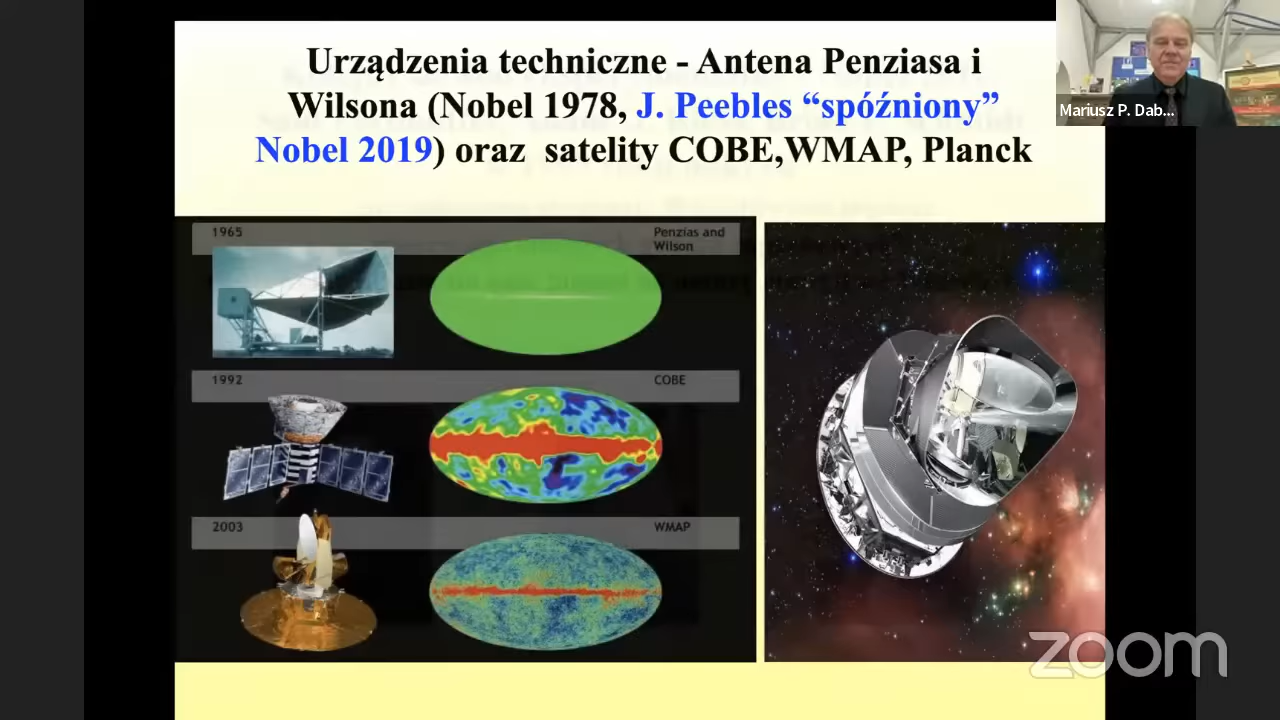 Urządzenia techniczne - Antena Penziasa i
Wilsona (Nobel 1978, J. Peebles “spóźniony”
Nobel 2019) oraz satelity COBE,WMAP, Planck
Mariusz P. Dab...
1965
Penzias and
Wilson
1992
COBE
2003
WMAP
zoom